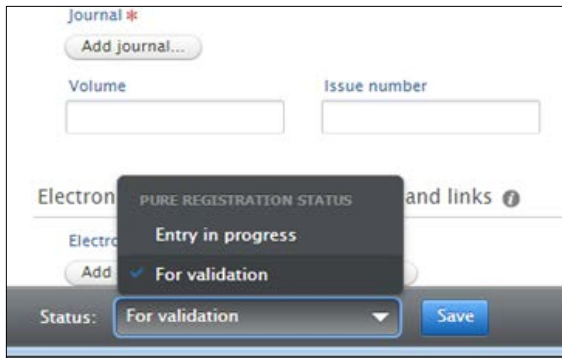 Journal *
Add journal...
Volume Issue number
Electron and links
PURE REGISTRATION STATUS
Entry in progress
Electro
Add For validation
Status: For validation Save